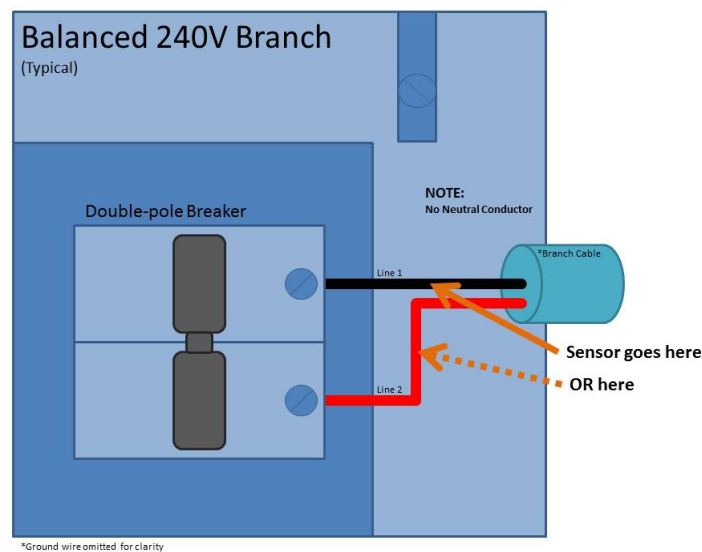 Balanced 240V Branch
(Typical)
NOTE:
No Neutral Conductor
Double-pole Breaker
*Branch Cable
Line 1
Sensor goes here
OR here
Line 2
*Ground wire omitted for clarity